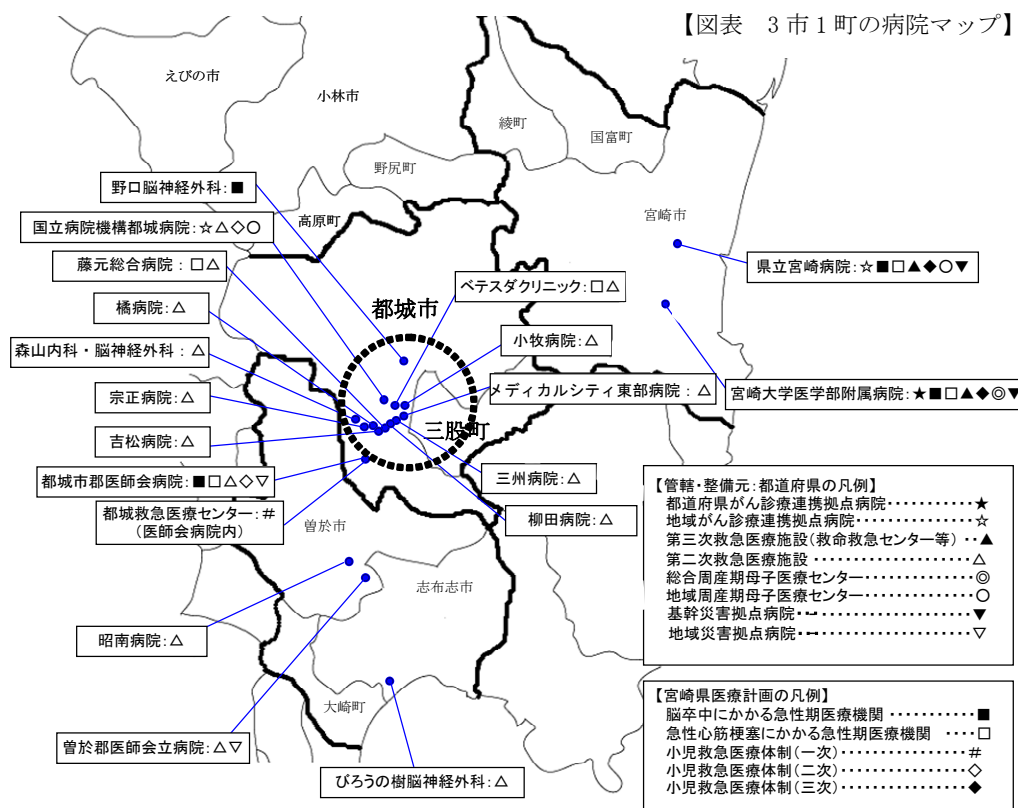 【図表　3市1町の病院マップ】
えびの市
小林市
綾町
国富町
野尻町
野口脳神経外科：■
高原町
宮崎市
国立病院機構都城病院：☆△◇○
藤元総合病院：□△
県立宮崎病院：☆■□▲◆○▼
ベテスダクリニック：□△
橘病院：△
都城市
小牧病院：△
森山内科・脳神経外科：△
メディカルシティ東部病院：△
宮崎大学医学部附属病院：★■□▲◆◎▼
宗正病院：△
三股町
吉松病院：△
都城市郡医師会病院：■□△◇▽
三州病院：△
都城救急医療センター：#
（医師会病院内）
柳田病院：△
曽於市
志布志市
昭南病院：△
大崎町
曽於郡医師会立病院：△▽
びろうの樹脳神経外科：△
【管轄・整備元：都道府県の凡例】
都道府県がん診療連携拠点病院‥‥‥‥‥★
地域がん診療連携拠点病院‥‥‥‥‥‥‥☆
第三次救急医療施設（救命救急センター等）‥▲
第二次救急医療施設‥‥‥‥‥‥‥‥‥‥△
総合周産期母子医療センター‥‥‥‥‥‥◎
地域周産期母子医療センター‥‥‥‥‥‥○
基幹災害拠点病院‥‥‥‥‥‥‥‥‥‥▼
地域災害拠点病院‥‥‥‥‥‥‥‥‥‥▽
【宮崎県医療計画の凡例】
脳卒中にかかる急性期医療機関‥‥‥‥‥■
急性心筋梗塞にかかる急性期医療機関‥‥□
小児救急医療体制（一次）‥‥‥‥‥‥‥#
小児救急医療体制（二次）‥‥‥‥‥‥‥◇
小児救急医療体制（三次）‥‥‥‥‥‥‥◆